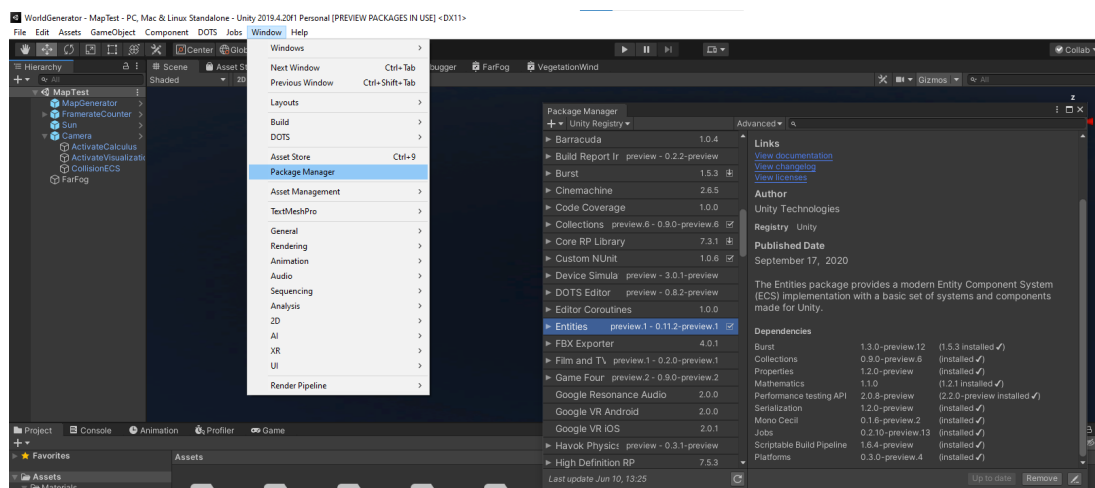 WorldGenerator - MapTest - PC, Mac & Linux Standalone - Unity 2019.4.20f1 Personal [PREVIEW PACKAGES IN USE] <DX11>
File Edit Assets GameObject Component DOTS Jobs Window Help
Center Glob
Collab
Hierarchy
Scene
Asset St
bugger
FarFog
VegetationWind
All
Shaded
2D
Gizmos
All
MapTest
MapGenerator
FramerateCounter
Sun
Camera
ActivateCalculus
ActivateVisualizatio
CollisionECS
FarFog
Windows
Next Window Ctrl+Tab
Previous Window Ctrl+Shift+Tab
Layouts
Build
DOTS
Asset Store Ctrl+9
Package Manager
Asset Management
TextMeshPro
General
Rendering
Animation
Audio
Sequencing
Analysis
2D
AI
XR
UI
Render Pipeline
z
Package Manager
Unity Registry
Advanced
Barracuda 1.0.4
Build Report Ir preview - 0.2.2-preview
Burst 1.5.3
Cinemachine 2.6.5
Code Coverage 1.0.0
Collections preview.6 - 0.9.0-preview.6
Core RP Library 7.3.1
Custom NUnit 1.0.6
Device Simula preview - 3.0.1-preview
DOTS Editor preview - 0.8.2-preview
Editor Coroutines 1.0.0
Entities preview.1 - 0.11.2-preview.1
FBX Exporter 4.0.1
Film and TV preview.1 - 0.2.0-preview.1
Game Four preview.2 - 0.9.0-preview.2
Google Resonance Audio 2.0.0
Google VR Android 2.0.0
Google VR iOS 2.0.1
Havok Physics preview - 0.3.1-preview
High Definition RP 7.5.3
Last update Jun 10, 13:25
Links
View documentation
View changelog
View licenses
Author
Unity Technologies
Registry Unity
Published Date
September 17, 2020
The Entities package provides a modern Entity Component System
(ECS) implementation with a basic set of systems and components
made for Unity.
Dependencies
Burst 1.3.0-preview.12 (1.5.3 installed ✓)
Collections 0.9.0-preview.6 (installed ✓)
Properties 1.2.0-preview (installed ✓)
Mathematics 1.1.0 (1.2.1 installed ✓)
Performance testing API 2.0.8-preview (2.2.0-preview installed ✓)
Serialization 1.2.0-preview (installed ✓)
Mono Cecil 0.1.6-preview.2 (installed ✓)
Jobs 0.2.10-preview.13 (installed ✓)
Scriptable Build Pipeline 1.6.4-preview (installed ✓)
Platforms 0.3.0-preview.4 (installed ✓)
Up to date
Remove
Project
Console
Animation
Profiler
Game
Favorites
Assets
Assets
Materials